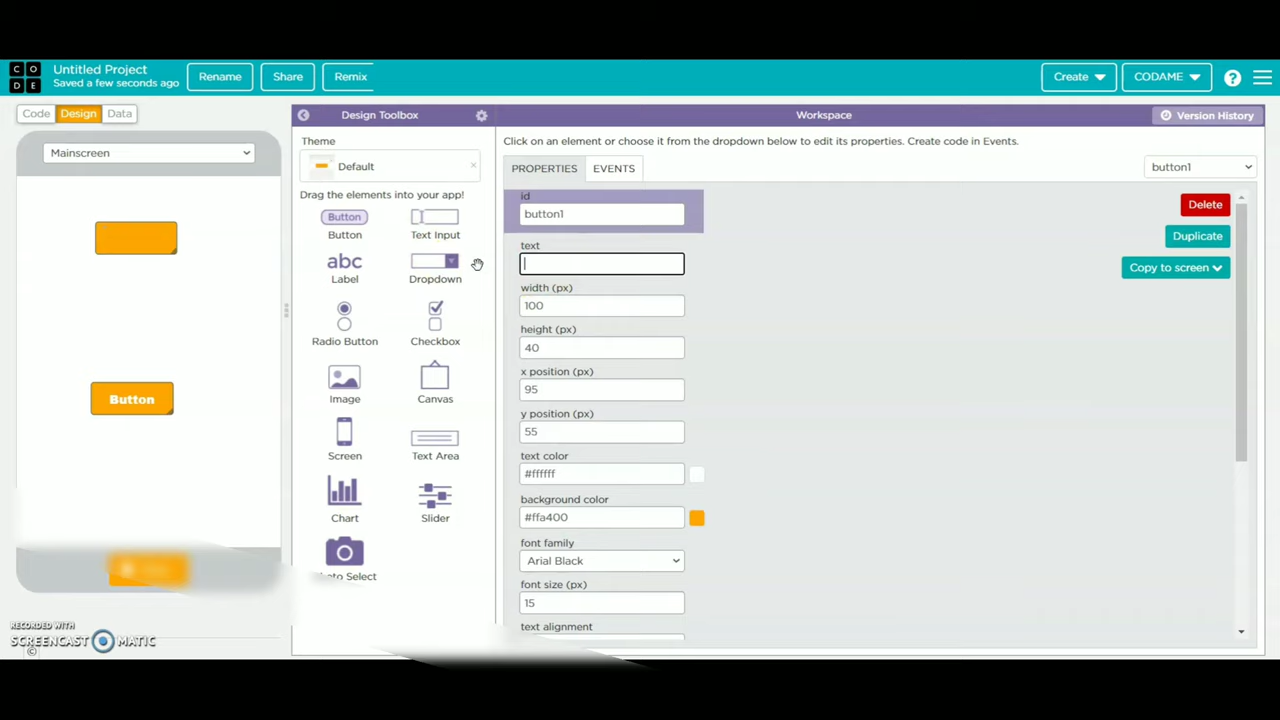 C O
D E
Untitled Project
Saved a few seconds ago
Rename
Share
Remix
Create
CODAME
?
Code
Design
Data
Design Toolbox
Workspace
Version History
Mainscreen
Theme
Default
Drag the elements into your app!
Click on an element or choose it from the dropdown below to edit its properties. Create code in Events.
PROPERTIES
EVENTS
button1
Button
Button
Text Input
abc
Label
Dropdown
Radio Button
Checkbox
Image
Canvas
Screen
Text Area
Chart
Slider
oto Select
Button
id
button1
text
width (px)
100
height (px)
40
x position (px)
95
y position (px)
55
text color
#ffffff
background color
#ffa400
font family
Arial Black
font size (px)
15
text alignment
Delete
Duplicate
Copy to screen
RECORDED WITH
SCREENCAST MATIC
©